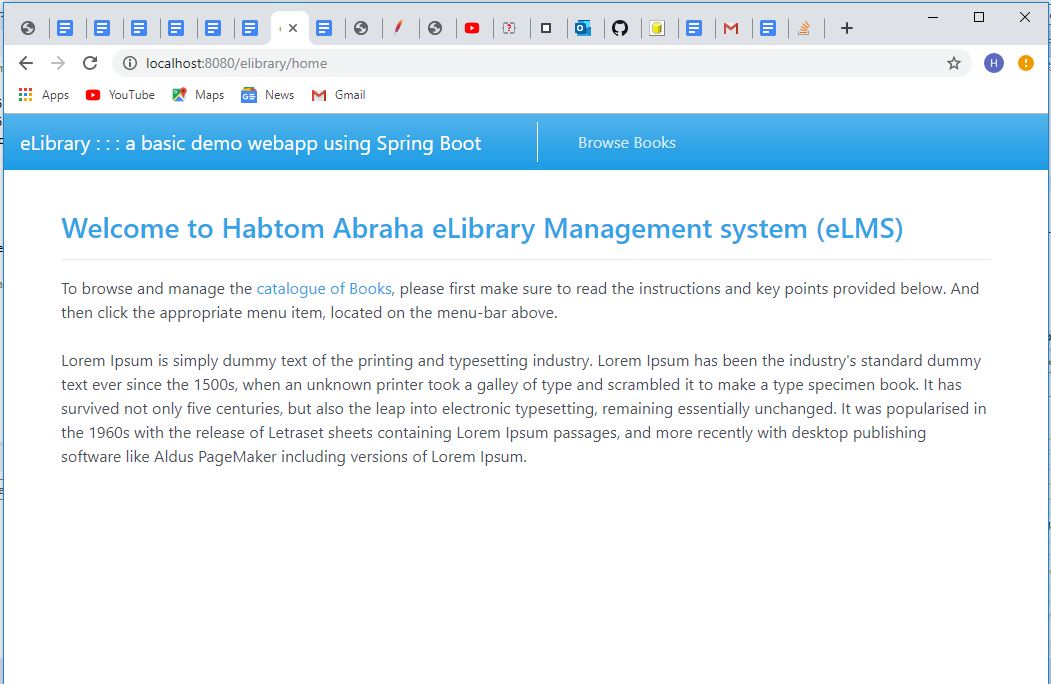 localhost:8080/elibrary/home
H
Apps YouTube Maps News Gmail
eLibrary : : : a basic demo webapp using Spring Boot
Browse Books
Welcome to Habtom Abraha eLibrary Management system (eLMS)
To browse and manage the catalogue of Books, please first make sure to read the instructions and key points provided below. And
then click the appropriate menu item, located on the menu-bar above.
Lorem Ipsum is simply dummy text of the printing and typesetting industry. Lorem Ipsum has been the industry's standard dummy
text ever since the 1500s, when an unknown printer took a galley of type and scrambled it to make a type specimen book. It has
survived not only five centuries, but also the leap into electronic typesetting, remaining essentially unchanged. It was popularised in
the 1960s with the release of Letraset sheets containing Lorem Ipsum passages, and more recently with desktop publishing
software like Aldus PageMaker including versions of Lorem Ipsum.